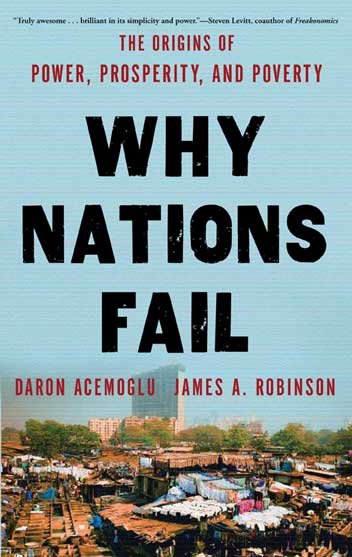 “Truly awesome . . . brilliant in its simplicity and power.”—Steven Levitt, coauthor of Freakonomics
THE ORIGINS OF
POWER, PROSPERITY, AND POVERTY
WHY
NATIONS
FAIL
DARON ACEMOGLU JAMES A. ROBINSON